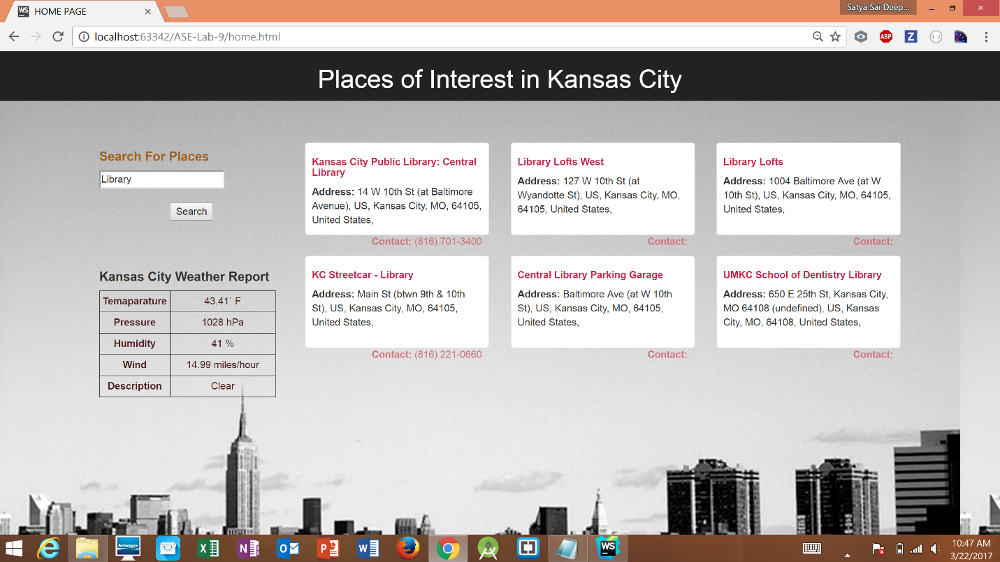 WS HOME PAGE
Satya Sai Deep...
localhost:63342/ASE-Lab-9/home.html
ABP
Z
Places of Interest in Kansas City
Search For Places
Library
Search
Kansas City Weather Report
Temaparature 43.41` F
Pressure 1028 hPa
Humidity 41 %
Wind 14.99 miles/hour
Description Clear
Kansas City Public Library: Central
Library
Address: 14 W 10th St (at Baltimore
Avenue), US, Kansas City, MO, 64105,
United States,
Contact: (816) 701-3400
Library Lofts West
Address: 127 W 10th St (at
Wyandotte St), US, Kansas City, MO,
64105, United States,
Contact:
Library Lofts
Address: 1004 Baltimore Ave (at W
10th St), US, Kansas City, MO, 64105,
United States,
Contact:
KC Streetcar - Library
Address: Main St (btwn 9th & 10th
St), US, Kansas City, MO, 64105,
United States,
Contact: (816) 221-0660
Central Library Parking Garage
Address: Baltimore Ave (at W 10th
St), US, Kansas City, MO, 64105,
United States,
Contact:
UMKC School of Dentistry Library
Address: 650 E 25th St, Kansas City,
MO 64108 (undefined), US, Kansas
City, MO, 64108, United States,
Contact:
lenovo
WS
10:47 AM
3/22/2017